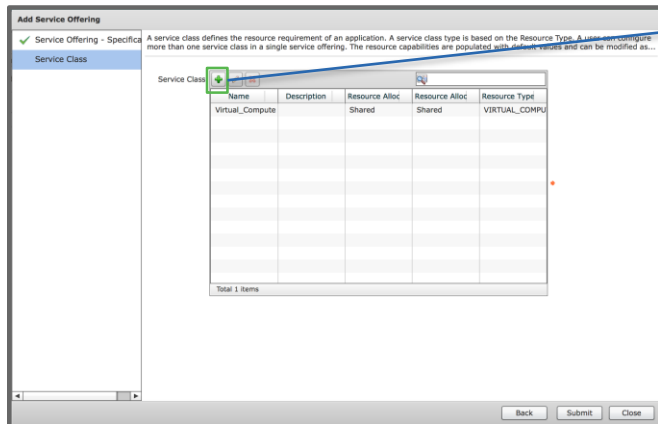 Add Service Offering
Service Offering - Specifica
Service Class
A service class defines the resource requirement of an application. A service class type is based on the Resource Type. A user can configure
more than one service class in a single service offering. The resource capabilities are populated with default values and can be modified as...
Service Class
Name Description Resource Alloc Resource Alloc Resource Type
Virtual_Compute Shared Shared VIRTUAL_COMPU
Total 1 items
Back Submit Close